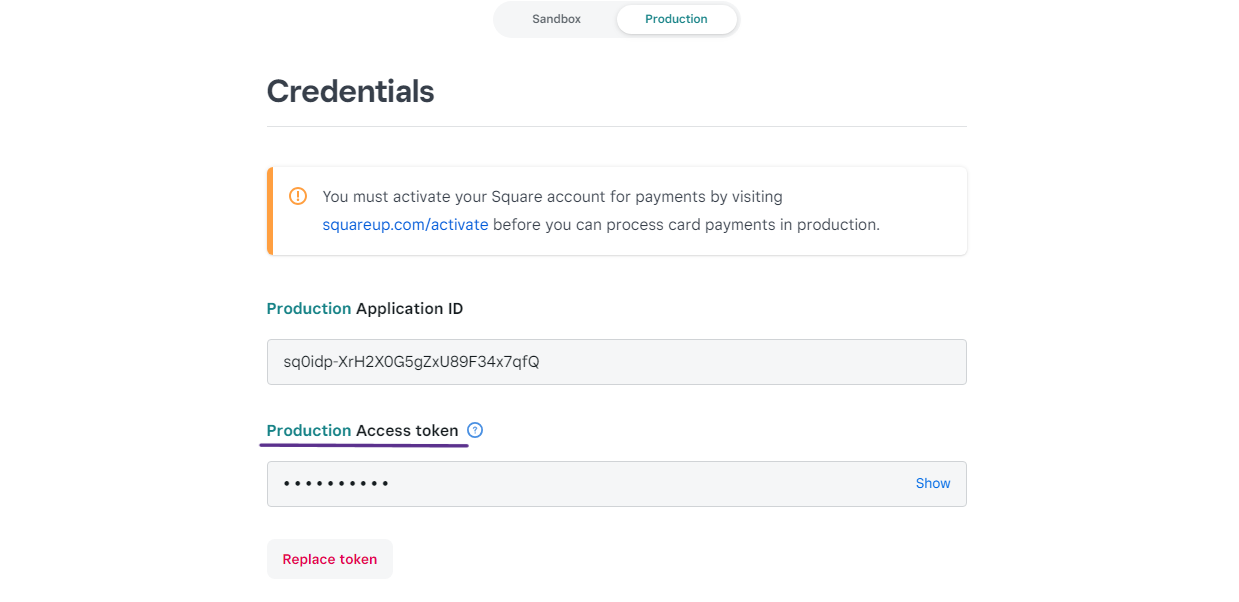 Sandbox Production
Credentials
You must activate your Square account for payments by visiting
squareup.com/activate before you can process card payments in production.
Production Application ID
sq0idp-XrH2X0G5gZxU89F34x7qfQ
Production Access token ?
••••••••••
Show
Replace token